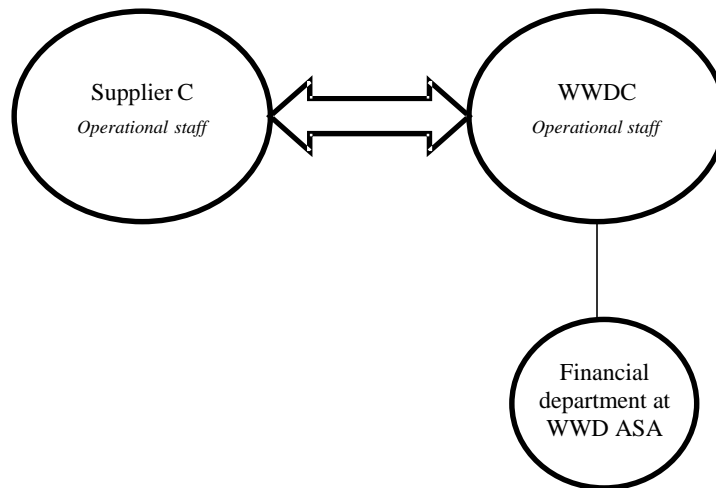 Supplier C
Operational staff
WWDC
Operational staff
Financial
department at
WWD ASA